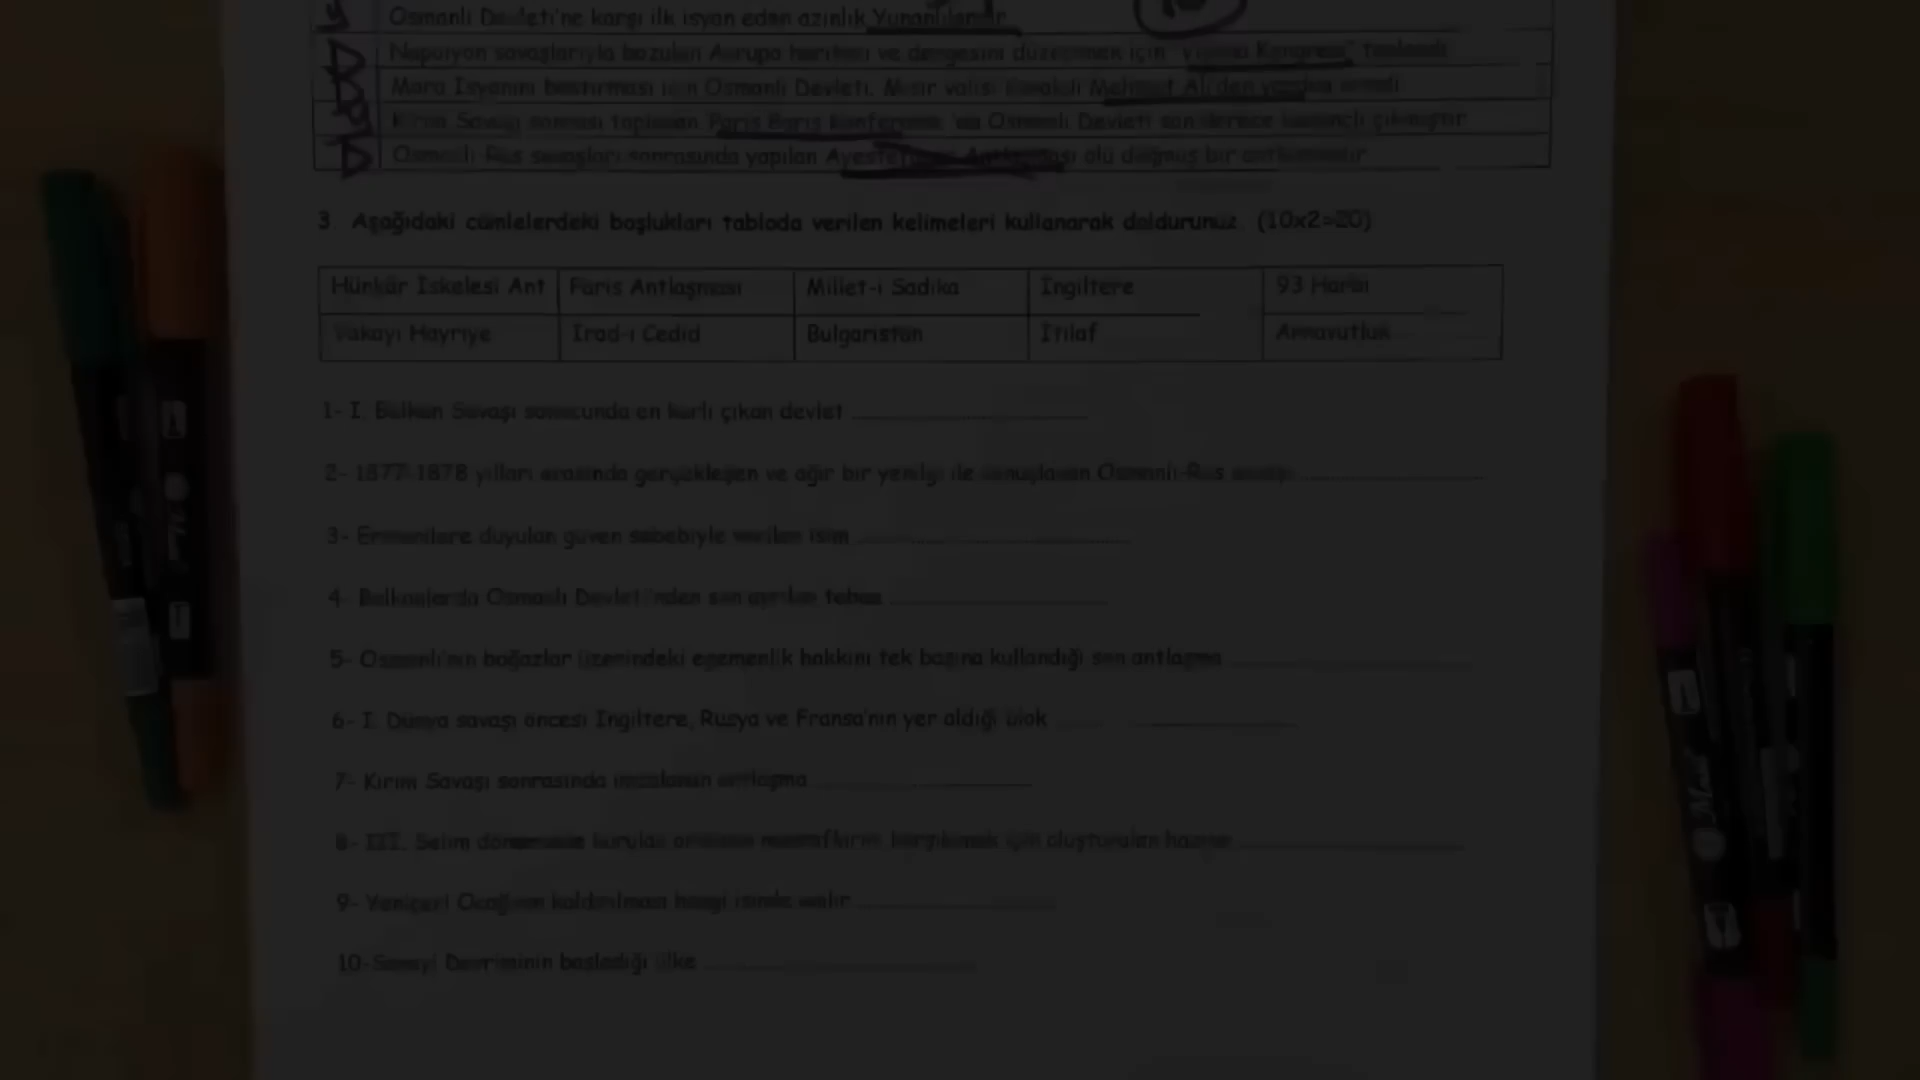 Osmanlı Devleti'ne karşı ilk isyan eden azınlık Yunanlılardır
D Napolyon savaşlarıyla bozulan Avrupa haritası ve dengesini düzenlemek için "Viyana Kongresi" toplandı
D Mora İsyanını bastırması için Osmanlı Devleti, Mısır valisi Kavalalı Mehmet Ali'den yardım istedi
Kırım Savaşı sonrası toplanan Paris Barış konferansı 'na Osmanlı Devleti son derece kazançlı çıkmıştır
D Osmanlı-Rus savaşları sonrasında yapılan Ayestefanos Antlaşması ölü doğmuş bir antlaşmadır
3 Aşağıdaki cümlelerdeki boşlukları tabloda verilen kelimeleri kullanarak doldurunuz. (10x2=20)
Hünkâr İskelesi Ant Paris Antlaşması Millet-i Sadıka İngiltere 93 Harbi
Vakayı Hayriye İrad-ı Cedid Bulgaristan İtilaf Arnavutluk
1- I. Balkan Savaşı sonucunda en karlı çıkan devlet
2- 1877-1878 yılları arasında gerçekleşen ve ağır bir yenilgi ile sonuçlanan Osmanlı-Rus savaşı
3- Ermenilere duyulan güven sebebiyle verilen isim
4- Balkanlarda Osmanlı Devleti'nden son ayrılan tebaa
5- Osmanlı'nın boğazlar üzerindeki egemenlik hakkını tek başına kullandığı son antlaşma
6- I. Dünya savaşı öncesi İngiltere, Rusya ve Fransa'nın yer aldığı blok
7- Kırım Savaşı sonrasında imzalanan antlaşma
8- III. Selim döneminde kurulan ordunun masraflarını karşılamak için oluşturulan hazine
9- Yeniçeri Ocağının kaldırılması hangi isimle anılır
10-Sanayi Devriminin başladığı ülke